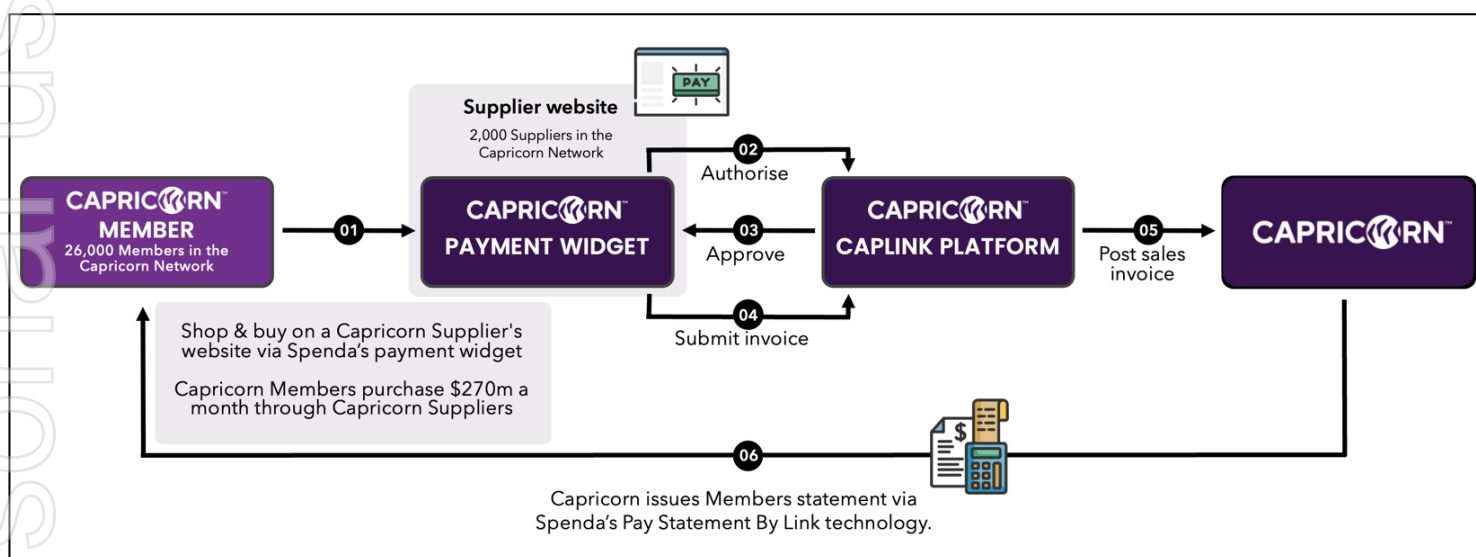 PAY
Supplier website
2,000 Suppliers in the
Capricorn Network
02
Authorise
CAPRICORN™
MEMBER
26,000 Members in the
Capricorn Network
01
CAPRICORN™
PAYMENT WIDGET
03
Approve
CAPRICORN™
CAPLINK PLATFORM
05
Post sales
invoice
CAPRICORN™
04
Submit invoice
Shop & buy on a Capricorn Supplier's
website via Spenda’s payment widget
Capricorn Members purchase $270m a
month through Capricorn Suppliers
$
06
Capricorn issues Members statement via
Spenda’s Pay Statement By Link technology.